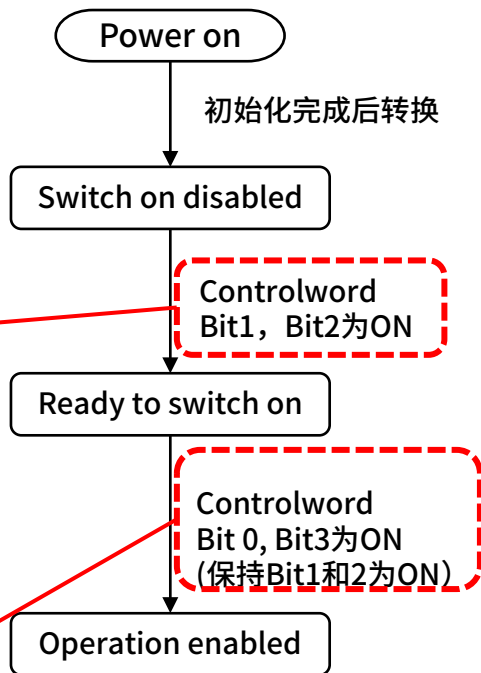 Power on
初始化完成后转换
Switch on disabled
Controlword
Bit1，Bit2为ON
Ready to switch on
Controlword
Bit 0, Bit3为ON
(保持Bit1和2为ON）
Operation enabled